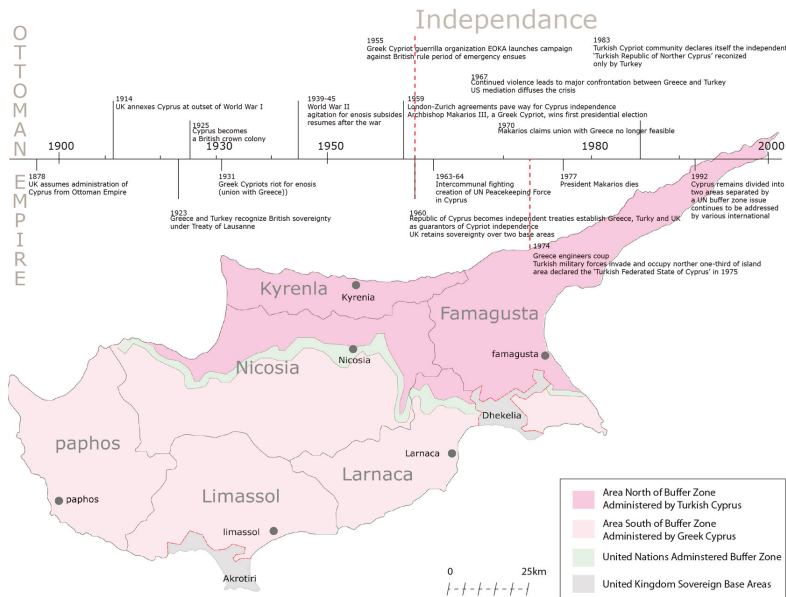 OTTOMAN EMPIRE
Independance
1955
Greek Cypriot guerrilla organization EOKA launches campaign
against British rule period of emergency ensues
1983
Turkish Cypriot community declares itself the independent
'Turkish Republic of Norther Cyprus' reconized
only by Turkey
1967
Continued violence leads to major confrontation between Greece and Turkey
US mediation diffuses the crisis
1914
UK annexes Cyprus at outset of World War I
1939-45
World War II
agitation for enosis subsides
resumes after the war
1959
London-Zurich agreements pave way for Cyprus independence
Archbishop Makarios III, a Greek Cypriot, wins first presidential election
1925
Cyprus becomes
a British crown colony
1970
Makarios claims union with Greece no longer feasible
1900
1930
1950
1980
2000
1878
UK assumes administration of
Cyprus from Ottoman Empire
1931
Greek Cypriots riot for enosis
(union with Greece))
1963-64
Intercommunal fighting
creation of UN Peacekeeping Force
in Cyprus
1977
President Makarios dies
1992
Cyprus remains divided into
two areas separated by
a UN buffer zone issue
continues to be addressed
by various international
1923
Greece and Turkey recognize British sovereignty
under Treaty of Lausanne
1960
Republic of Cyprus becomes independent treaties establish Greece, Turky and UK
as guarantors of Cypriot independence
UK retains sovereignty over two base areas
1974
Greece engineers coup
Turkish military forces invade and occupy norther one-third of island
area declared the 'Turkish Federated State of Cyprus' in 1975
Kyrenla
Kyrenia
Famagusta
famagusta
Nicosia
Nicosia
Dhekelia
paphos
paphos
Larnaca
Larnaca
Limassol
limassol
Akrotiri
0 25km
Area North of Buffer Zone
Administered by Turkish Cyprus
Area South of Buffer Zone
Administered by Greek Cyprus
United Nations Adminstered Buffer Zone
United Kingdom Sovereign Base Areas